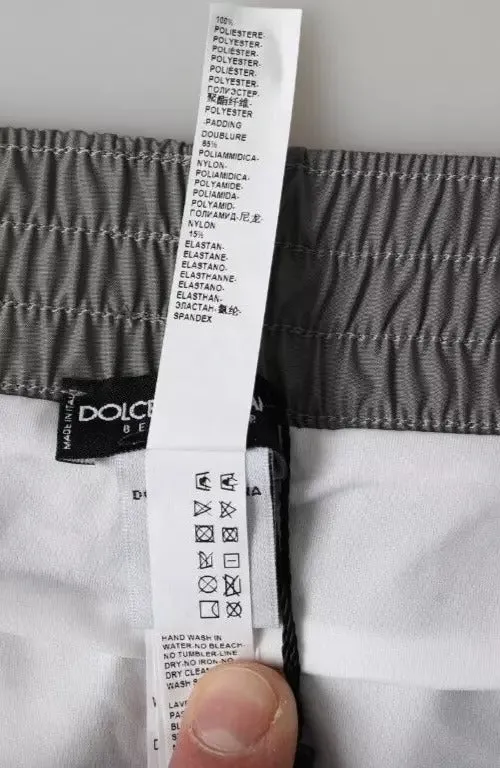 100%
POLIESTERE-
POLYESTER-
POLIÉSTER-
POLYESTER-
POLIÉSTER-
POLYESTER-
ПОЛИЭСТЕР-
聚酯纤维-
POLYESTER
-PADDING
DOUBLURE
85%
POLIAMMIDICA-
NYLON-
POLIAMIDICA-
POLYAMIDE-
POLIAMIDA-
POLYAMID-
ПОЛИАМИД-尼龙-
NYLON
15%
ELASTAN-
ELASTANE-
ELASTANO-
ELASTHANNE-
ELASTANO-
ELASTHAN-
ЭЛАСТАН-氨纶-
SPANDEX
MADE IN ITALY
DOLCE
HAND WASH IN
WATER-NO BLEACH-
NO TUMBLER-LINE
DRY-NO IRON-NO
DRY CLEAN
WASH